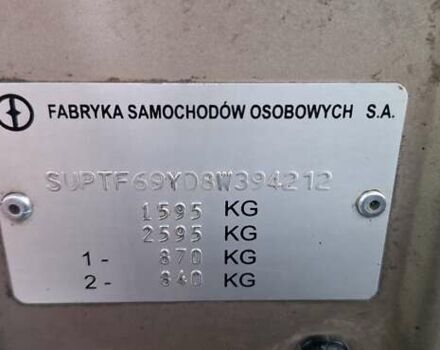 FABRYKA SAMOCHODÓW OSOBOWYCH S.A.
SUPTF69YD8W394212
1595 KG
2595 KG
1- 870 KG
2- 840 KG